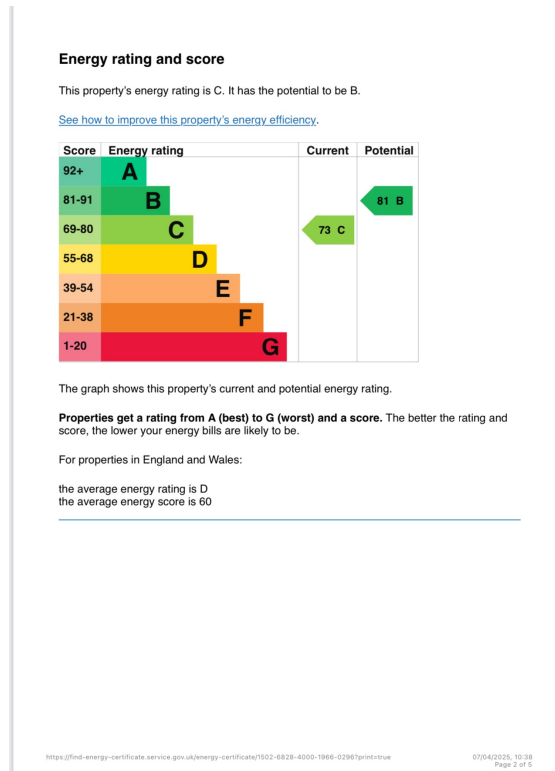 Energy rating and score
This property's energy rating is C. It has the potential to be B.
See how to improve this property's energy efficiency.
Score Energy rating Current Potential
92+ A
81-91 B 81 B
69-80 C 73 C
55-68 D
39-54 E
21-38 F
1-20 G
The graph shows this property's current and potential energy rating.
Properties get a rating from A (best) to G (worst) and a score. The better the rating and
score, the lower your energy bills are likely to be.
For properties in England and Wales:
the average energy rating is D
the average energy score is 60
https://find-energy-certificate.service.gov.uk/energy-certificate/1502-6828-4000-1966-0296?print=true 07/04/2025, 10:38
Page 2 of 5